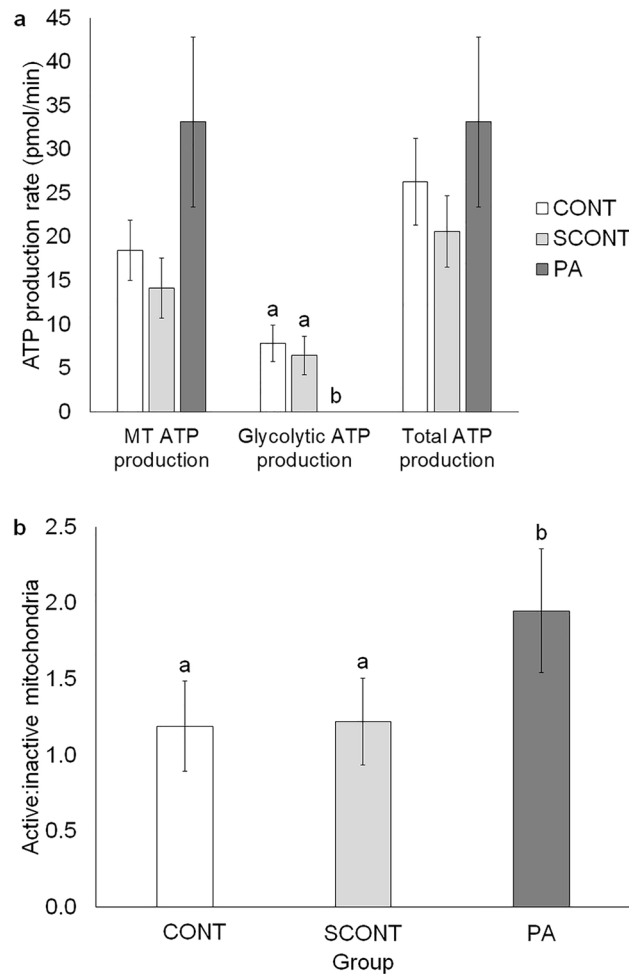 a
ATP production rate (pmol/min)
45
40
35
30
25
20
15
10
5
0
a
a
b
MT ATP
production
Glycolytic ATP
production
Total ATP
production
CONT
SCONT
PA
b
Active:inactive mitochondria
2.5
2.0
1.5
1.0
0.5
0.0
a
a
b
CONT
SCONT
PA
Group